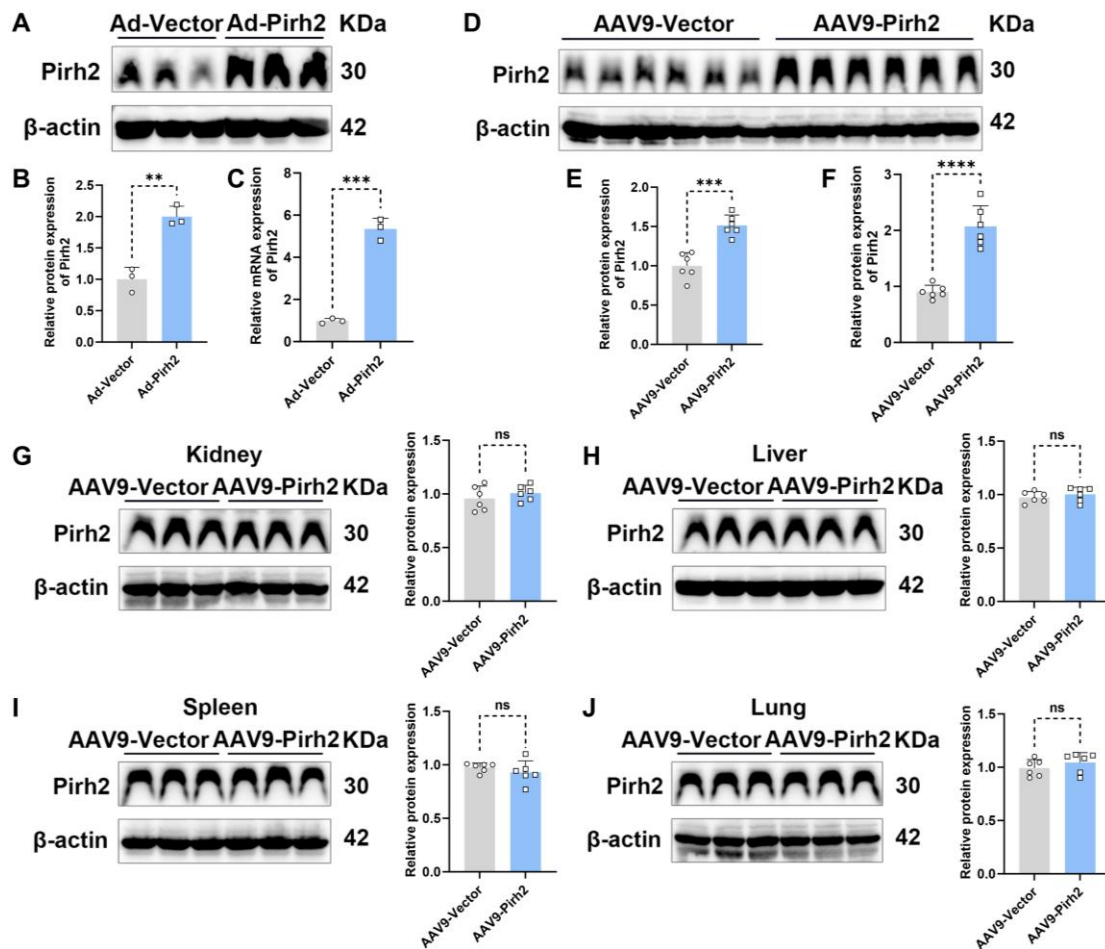 A
Ad-Vector Ad-Pirh2 KDa
Pirh2
30
β-actin
42
D
AAV9-Vector AAV9-Pirh2 KDa
Pirh2
30
β-actin
42
B
Relative protein expression
of Pirh2
2.5
2.0
1.5
1.0
0.5
0.0
**
Ad-Vector
Ad-Pirh2
C
Relative mRNA expression
of Pirh2
8
6
4
2
0
***
Ad-Vector
Ad-Pirh2
E
Relative protein expression
of Pirh2
2.0
1.5
1.0
0.5
0.0
***
AAV9-Vector
AAV9-Pirh2
F
Relative protein expression
of Pirh2
3
2
1
0
****
AAV9-Vector
AAV9-Pirh2
G
Kidney
AAV9-Vector AAV9-Pirh2 KDa
Pirh2
30
β-actin
42
Relative protein expression
1.5
1.0
0.5
0.0
ns
AAV9-Vector
AAV9-Pirh2
H
Liver
AAV9-Vector AAV9-Pirh2 KDa
Pirh2
30
β-actin
42
Relative protein expression
1.5
1.0
0.5
0.0
ns
AAV9-Vector
AAV9-Pirh2
I
Spleen
AAV9-Vector AAV9-Pirh2 KDa
Pirh2
30
β-actin
42
Relative protein expression
1.5
1.0
0.5
0.0
ns
AAV9-Vector
AAV9-Pirh2
J
Lung
AAV9-Vector AAV9-Pirh2 KDa
Pirh2
30
β-actin
42
Relative protein expression
1.5
1.0
0.5
0.0
ns
AAV9-Vector
AAV9-Pirh2